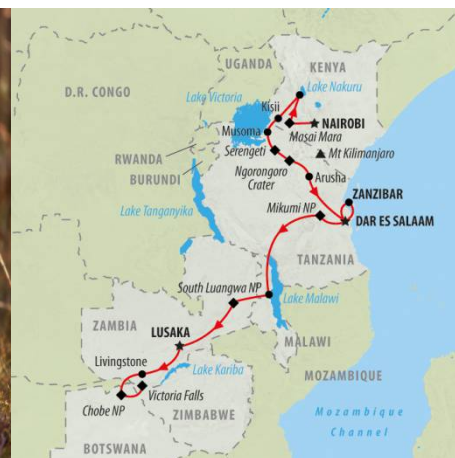 UGANDA
KENYA
Lake Nakuru
D.R. CONGO
Lake Victoria
Kisii
NAIROBI
Musoma
Masai Mara
Serengeti
Mt Kilimanjaro
RWANDA
Ngorongoro
Crater
Arusha
BURUNDI
ZANZIBAR
Lake Tanganyika
Mikumi NP
DAR ES SALAAM
TANZANIA
South Luangwa NP
Lake Malawi
ZAMBIA
LUSAKA
MALAWI
Livingstone
Lake Kariba
MOZAMBIQUE
Victoria Falls
Chobe NP
ZIMBABWE
Mozambique
Channel
BOTSWANA